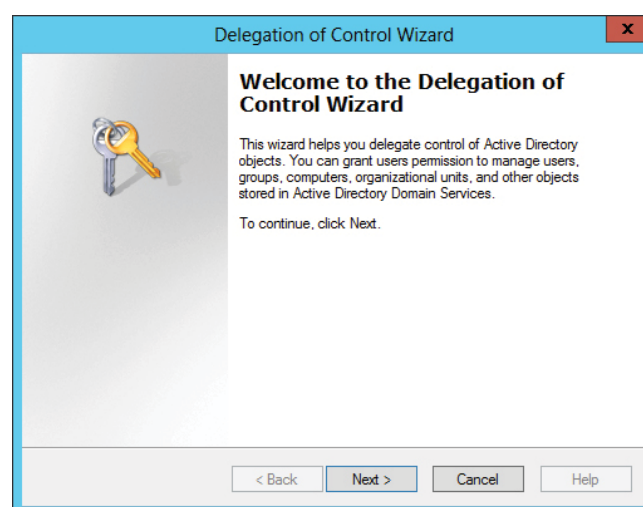 Delegation of Control Wizard
x
Welcome to the Delegation of
Control Wizard
This wizard helps you delegate control of Active Directory
objects. You can grant users permission to manage users,
groups, computers, organizational units, and other objects
stored in Active Directory Domain Services.
To continue, click Next.
< Back Next > Cancel Help